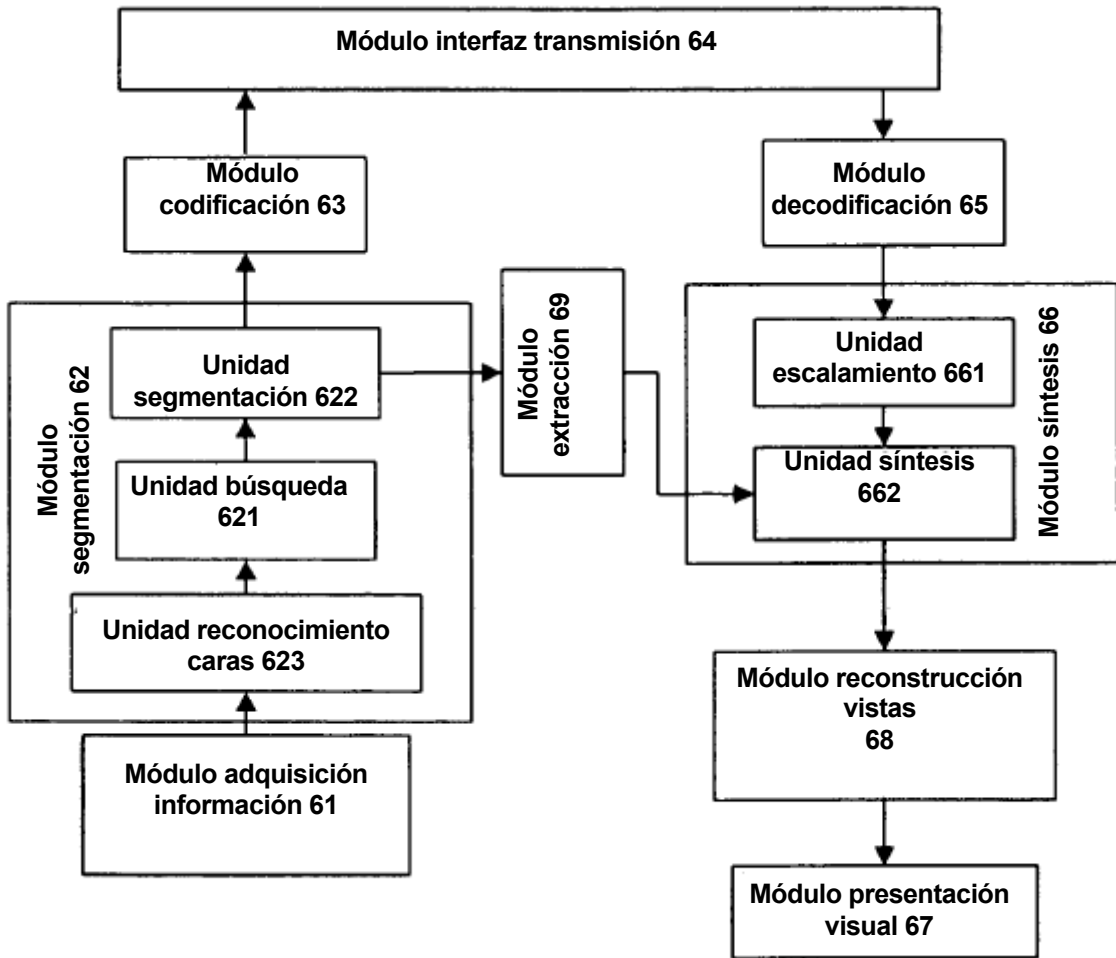 Módulo interfaz transmisión 64
Módulo
codificación 63
Módulo
decodificación 65
Módulo
segmentación 62
Unidad
segmentación 622
Unidad búsqueda
621
Unidad reconocimiento
caras 623
Módulo adquisición
información 61
Módulo
extracción 69
Unidad
escalamiento 661
Unidad síntesis
662
Módulo síntesis 66
Módulo reconstrucción
vistas
68
Módulo presentación
visual 67